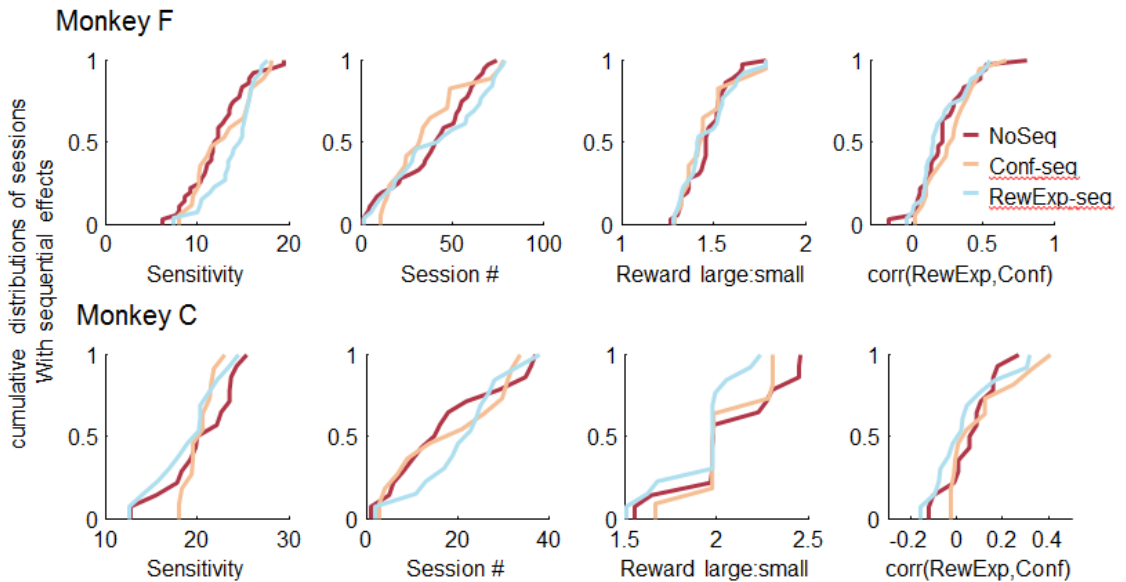 Monkey F
cumulative distributions of sessions
With sequential effects
1
0.5
0
0 10 20
Sensitivity
1
0.5
0
0 50 100
Session #
1
0.5
0
1 1.5 2
Reward large:small
1
0.5
0
0 0.5 1
corr(RewExp,Conf)
NoSeq
Conf-seq
RewExp-seq
Monkey C
1
0.5
0
10 20 30
Sensitivity
1
0.5
0
0 20 40
Session #
1
0.5
0
1.5 2 2.5
Reward large:small
1
0.5
0
-0.2 0 0.2 0.4
corr(RewExp,Conf)